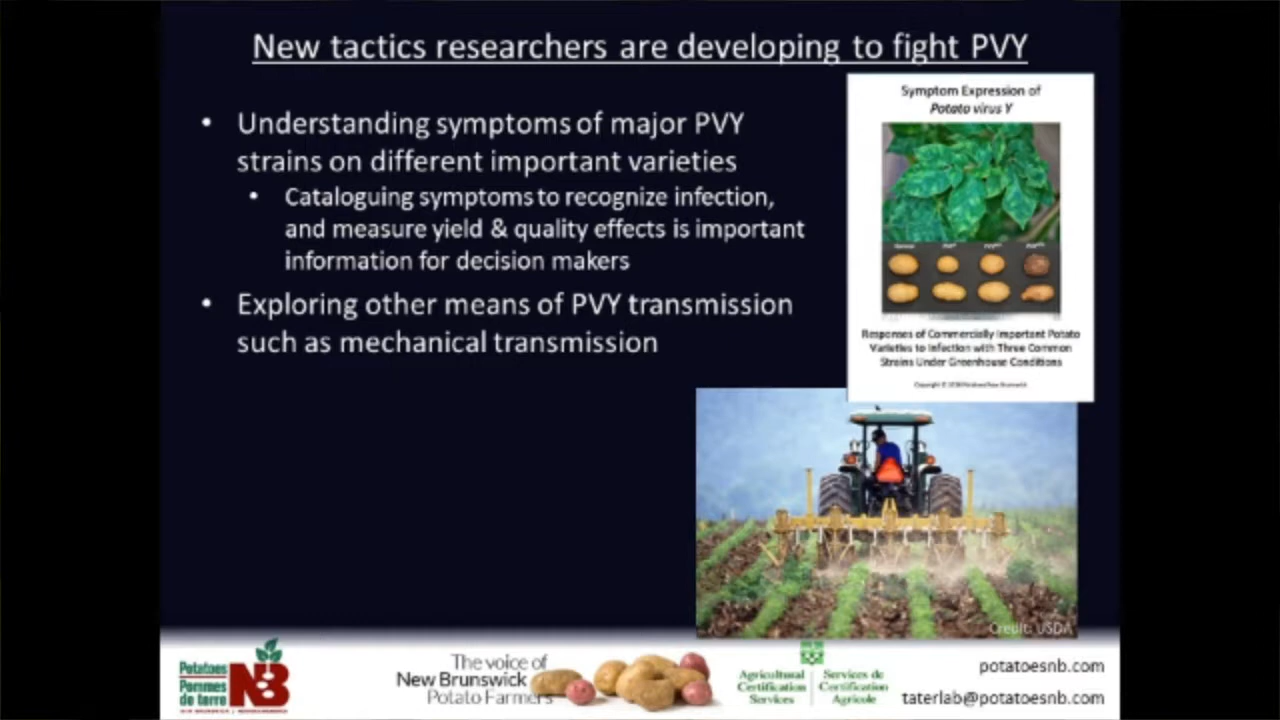 New tactics researchers are developing to fight PVY
• Understanding symptoms of major PVY
strains on different important varieties
• Cataloguing symptoms to recognize infection,
and measure yield & quality effects is important
information for decision makers
• Exploring other means of PVY transmission
such as mechanical transmission
Symptom Expression of
Potato virus Y
Responses of Commercially Important Potato
Varieties to Infection with Three Common
Strains Under Greenhouse Conditions
Credit: USDA
Potatoes
Pommes
de terre
NB
The voice of
New Brunswick
Potato Farmers
Agricultural
Certification
Services
Services de
Certification
Agricole
potatoesnb.com
taterlab@potatoesnb.com